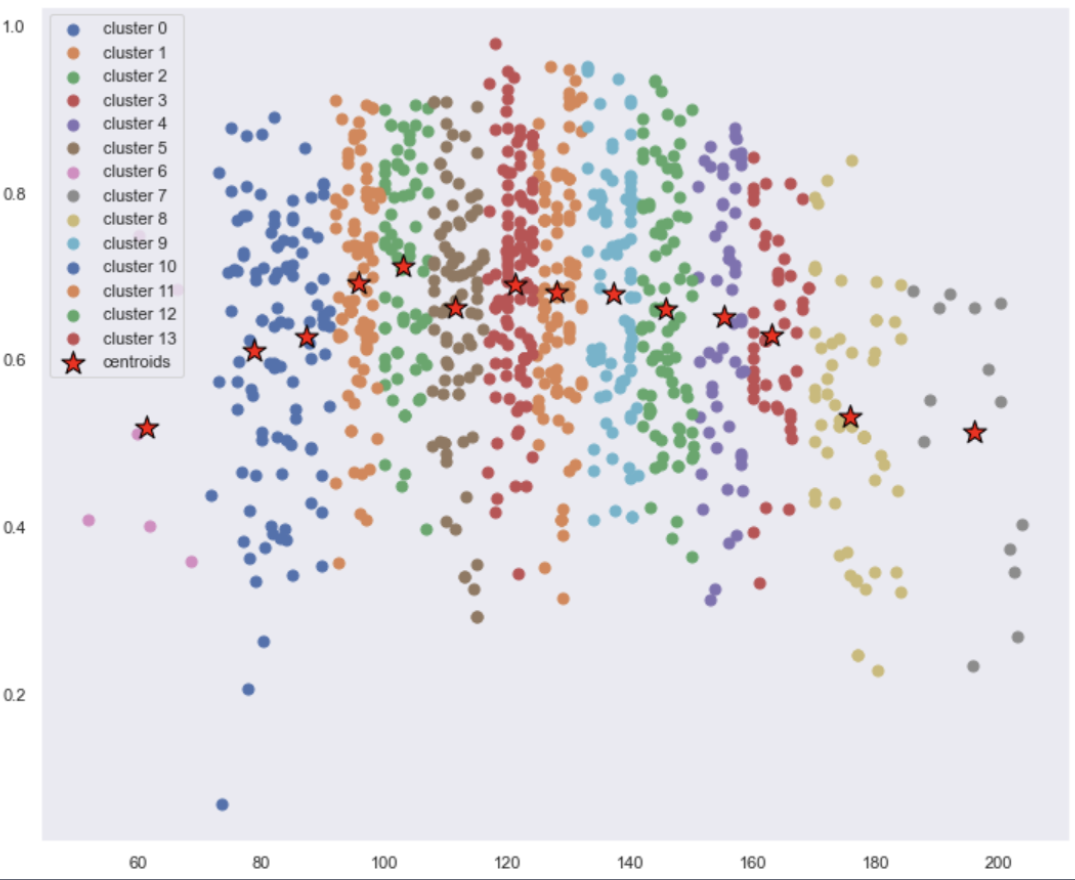 1.0
0.8
0.6
0.4
0.2
cluster 0
cluster 1
cluster 2
cluster 3
cluster 4
cluster 5
cluster 6
cluster 7
cluster 8
cluster 9
cluster 10
cluster 11
cluster 12
cluster 13
centroids
60 80 100 120 140 160 180 200